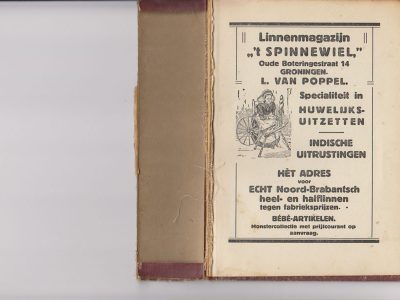 Linnenmagazijn
„'t SPINNEWIEL,"
Oude Boteringestraat 14
GRONINGEN.
L. VAN POPPEL.
Specialiteit in
HUWELIJKS-
UITZETTEN
INDISCHE
UITRUSTINGEN
HÈT ADRES
voor
ECHT Noord-Brabantsch
heel- en halflinnen
tegen fabrieksprijzen.
BÉBÉ-ARTIKELEN.
Monstercollectie met prijscourant op
aanvraag.